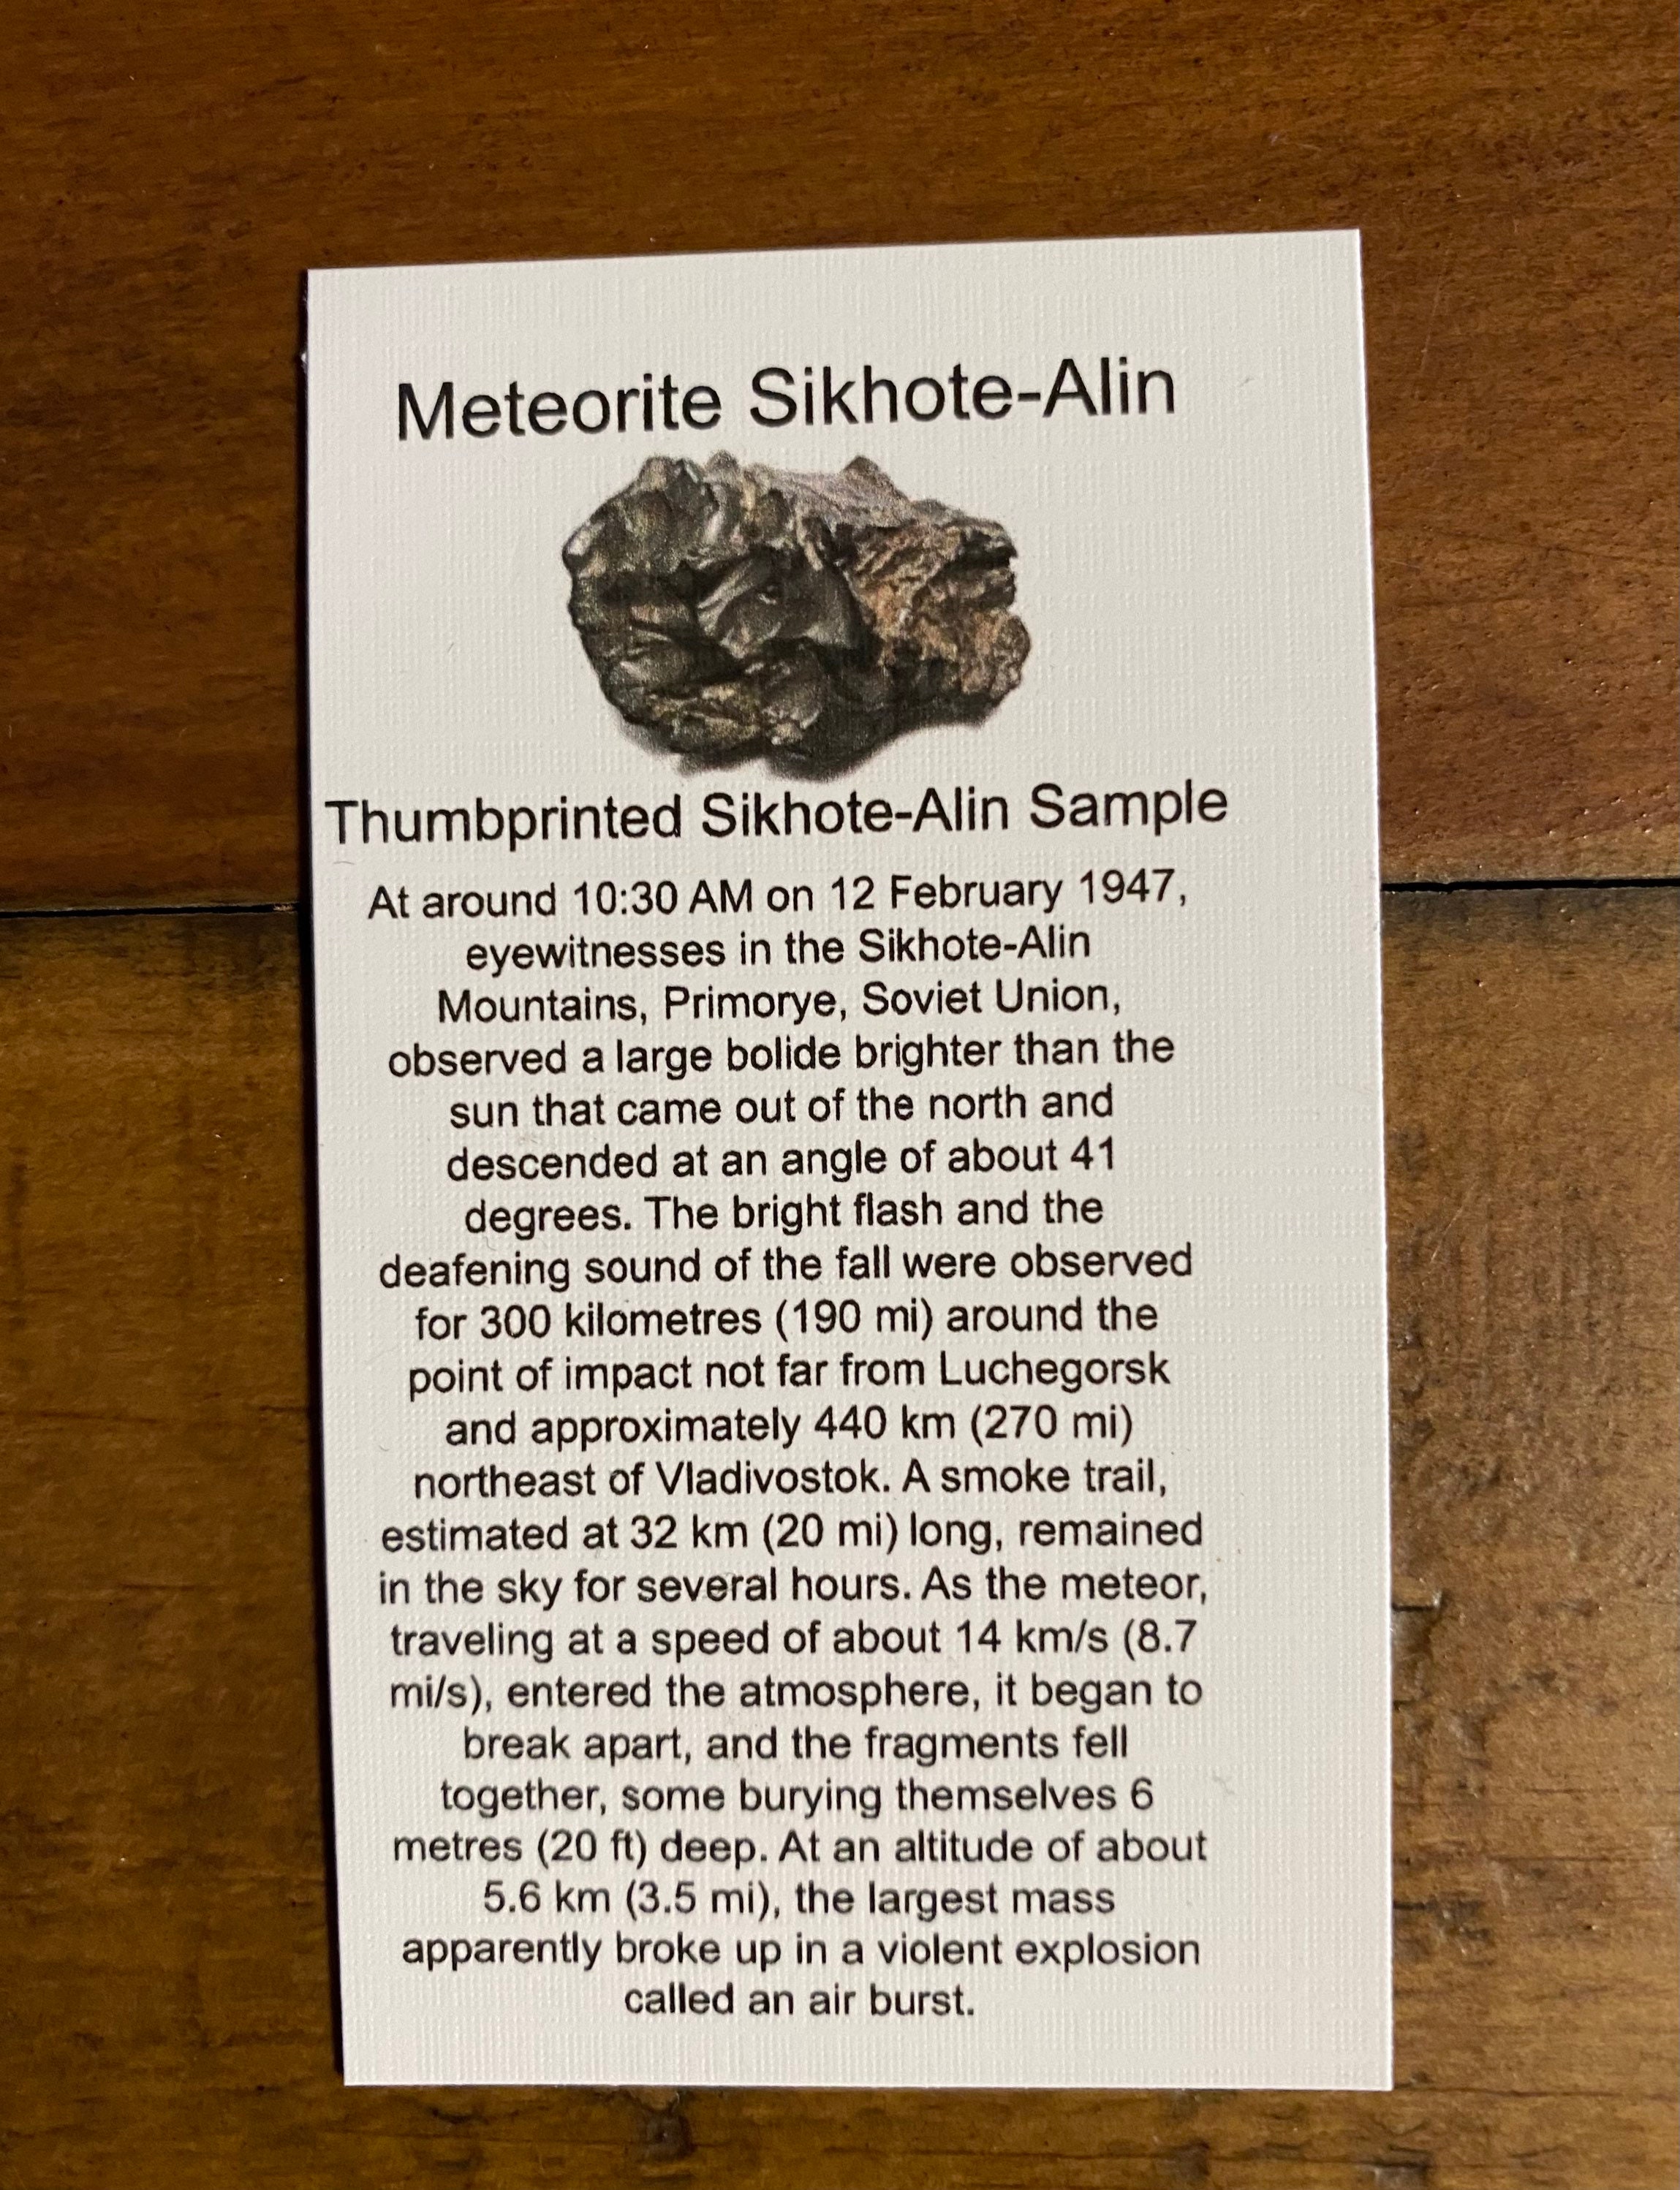 Meteorite Sikhote-Alin
Thumbprinted Sikhote-Alin Sample
At around 10:30 AM on 12 February 1947,
eyewitnesses in the Sikhote-Alin
Mountains, Primorye, Soviet Union,
observed a large bolide brighter than the
sun that came out of the north and
descended at an angle of about 41
degrees. The bright flash and the
deafening sound of the fall were observed
for 300 kilometres (190 mi) around the
point of impact not far from Luchegorsk
and approximately 440 km (270 mi)
northeast of Vladivostok. A smoke trail,
estimated at 32 km (20 mi) long, remained
in the sky for several hours. As the meteor,
traveling at a speed of about 14 km/s (8.7
mi/s), entered the atmosphere, it began to
break apart, and the fragments fell
together, some burying themselves 6
metres (20 ft) deep. At an altitude of about
5.6 km (3.5 mi), the largest mass
apparently broke up in a violent explosion
called an air burst.